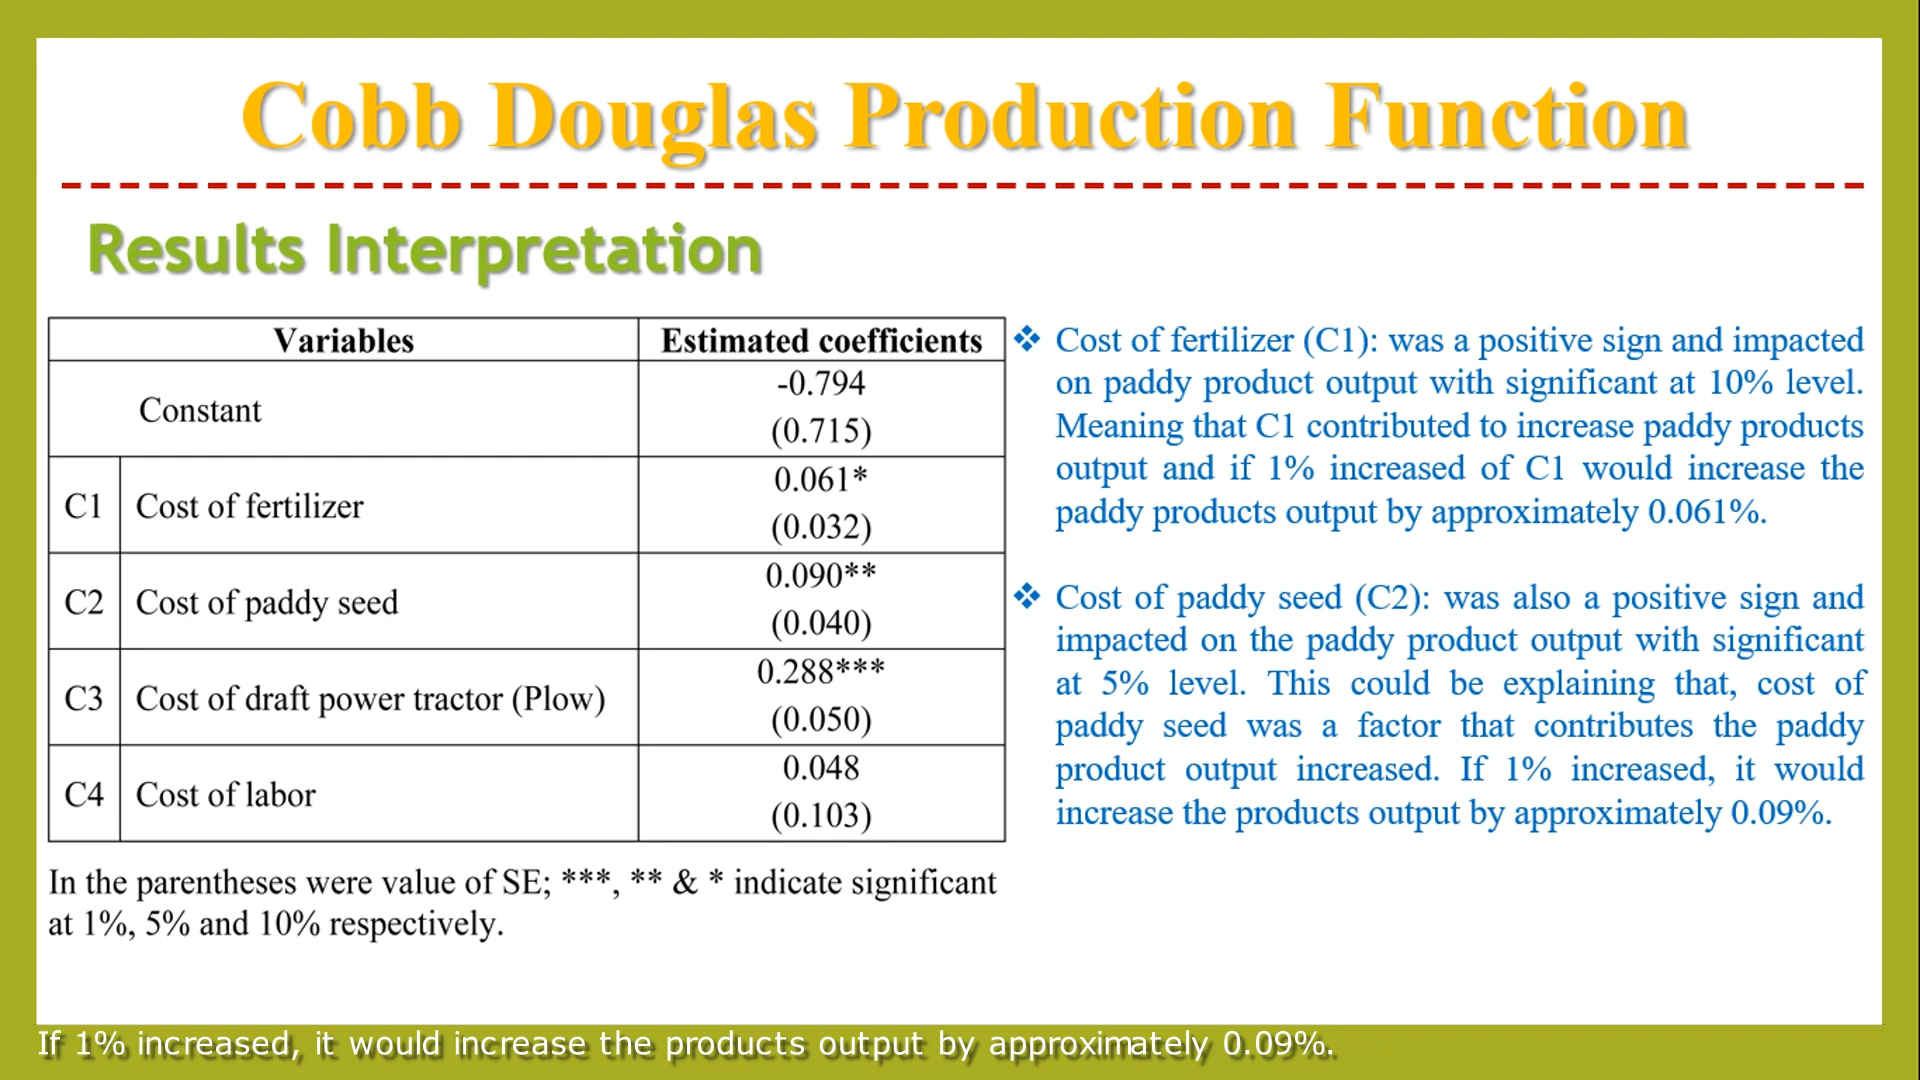 Cobb Douglas Production Function
Results Interpretation
Variables Estimated coefficients
Constant -0.794
(0.715)
C1 Cost of fertilizer 0.061*
(0.032)
C2 Cost of paddy seed 0.090**
(0.040)
C3 Cost of draft power tractor (Plow) 0.288***
(0.050)
C4 Cost of labor 0.048
(0.103)
In the parentheses were value of SE; ***, ** & * indicate significant
at 1%, 5% and 10% respectively.
❖ Cost of fertilizer (C1): was a positive sign and impacted
on paddy product output with significant at 10% level.
Meaning that C1 contributed to increase paddy products
output and if 1% increased of C1 would increase the
paddy products output by approximately 0.061%.
❖ Cost of paddy seed (C2): was also a positive sign and
impacted on the paddy product output with significant
at 5% level. This could be explaining that, cost of
paddy seed was a factor that contributes the paddy
product output increased. If 1% increased, it would
increase the products output by approximately 0.09%.
If 1% increased, it would increase the products output by approximately 0.09%.